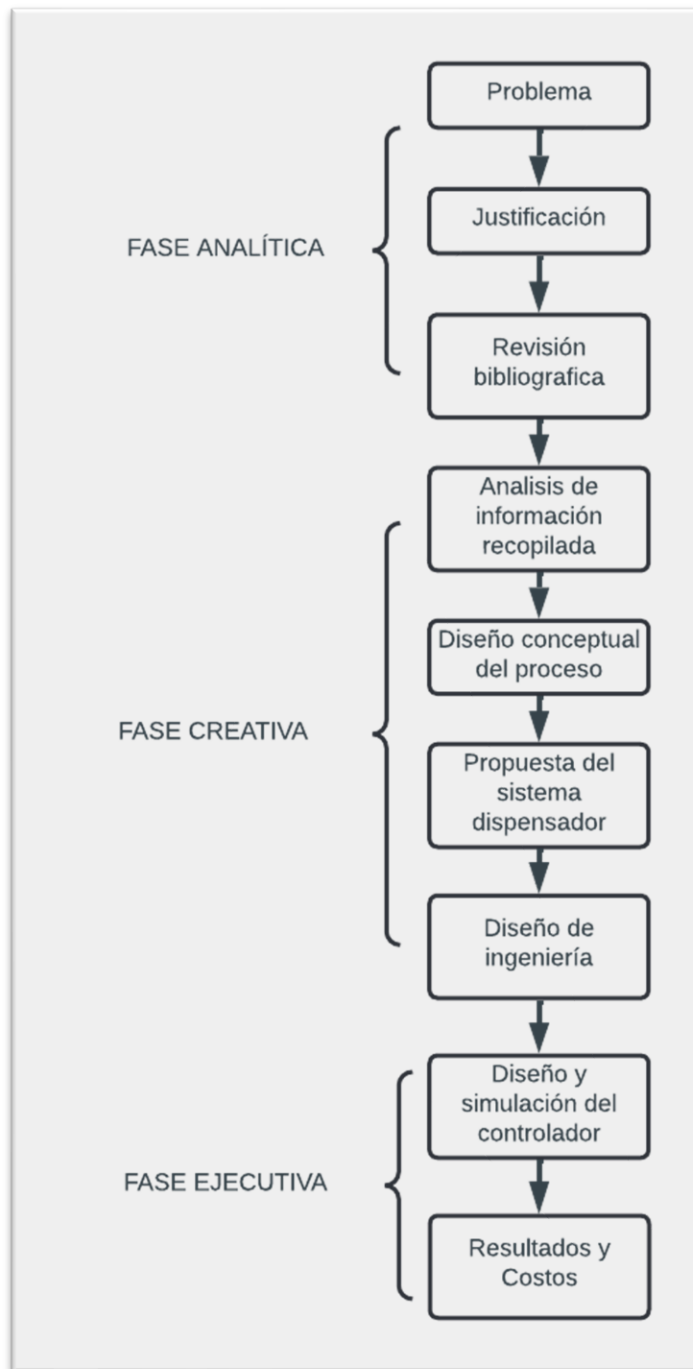 Problema
FASE ANALÍTICA
Justificación
Revisión
bibliografica
FASE CREATIVA
Analisis de
información
recopilada
Diseño conceptual
del proceso
Propuesta del
sistema
dispensador
Diseño de
ingeniería
FASE EJECUTIVA
Diseño y
simulación del
controlador
Resultados y
Costos